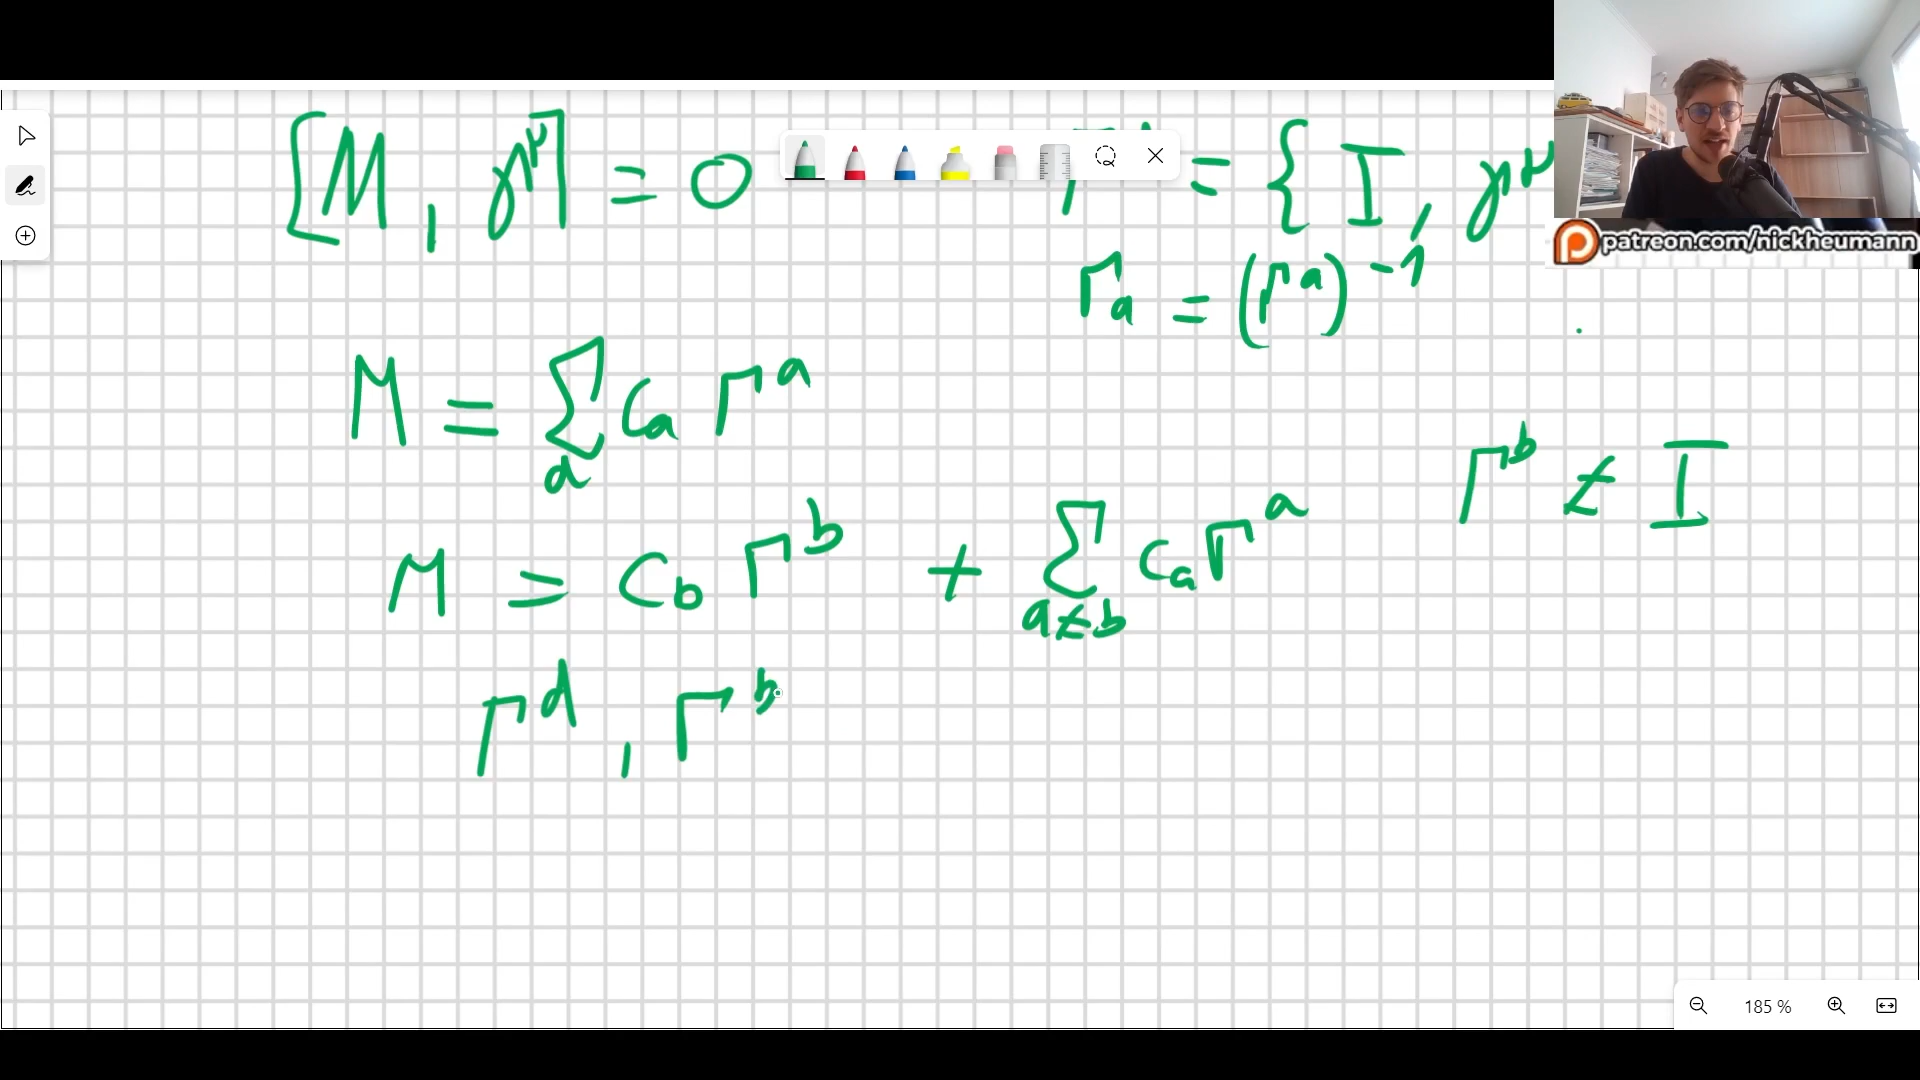 [M, γ^μ] = 0
= { I, γ^μ
patreon.com/nickheumann
Γ_a = (Γ^a)^-1
M = Σ_a c_a Γ^a
Γ^b ≠ I
M = c_b Γ^b + Σ_{a≠b} c_a Γ^a
Γ^d, Γ^b
185 %